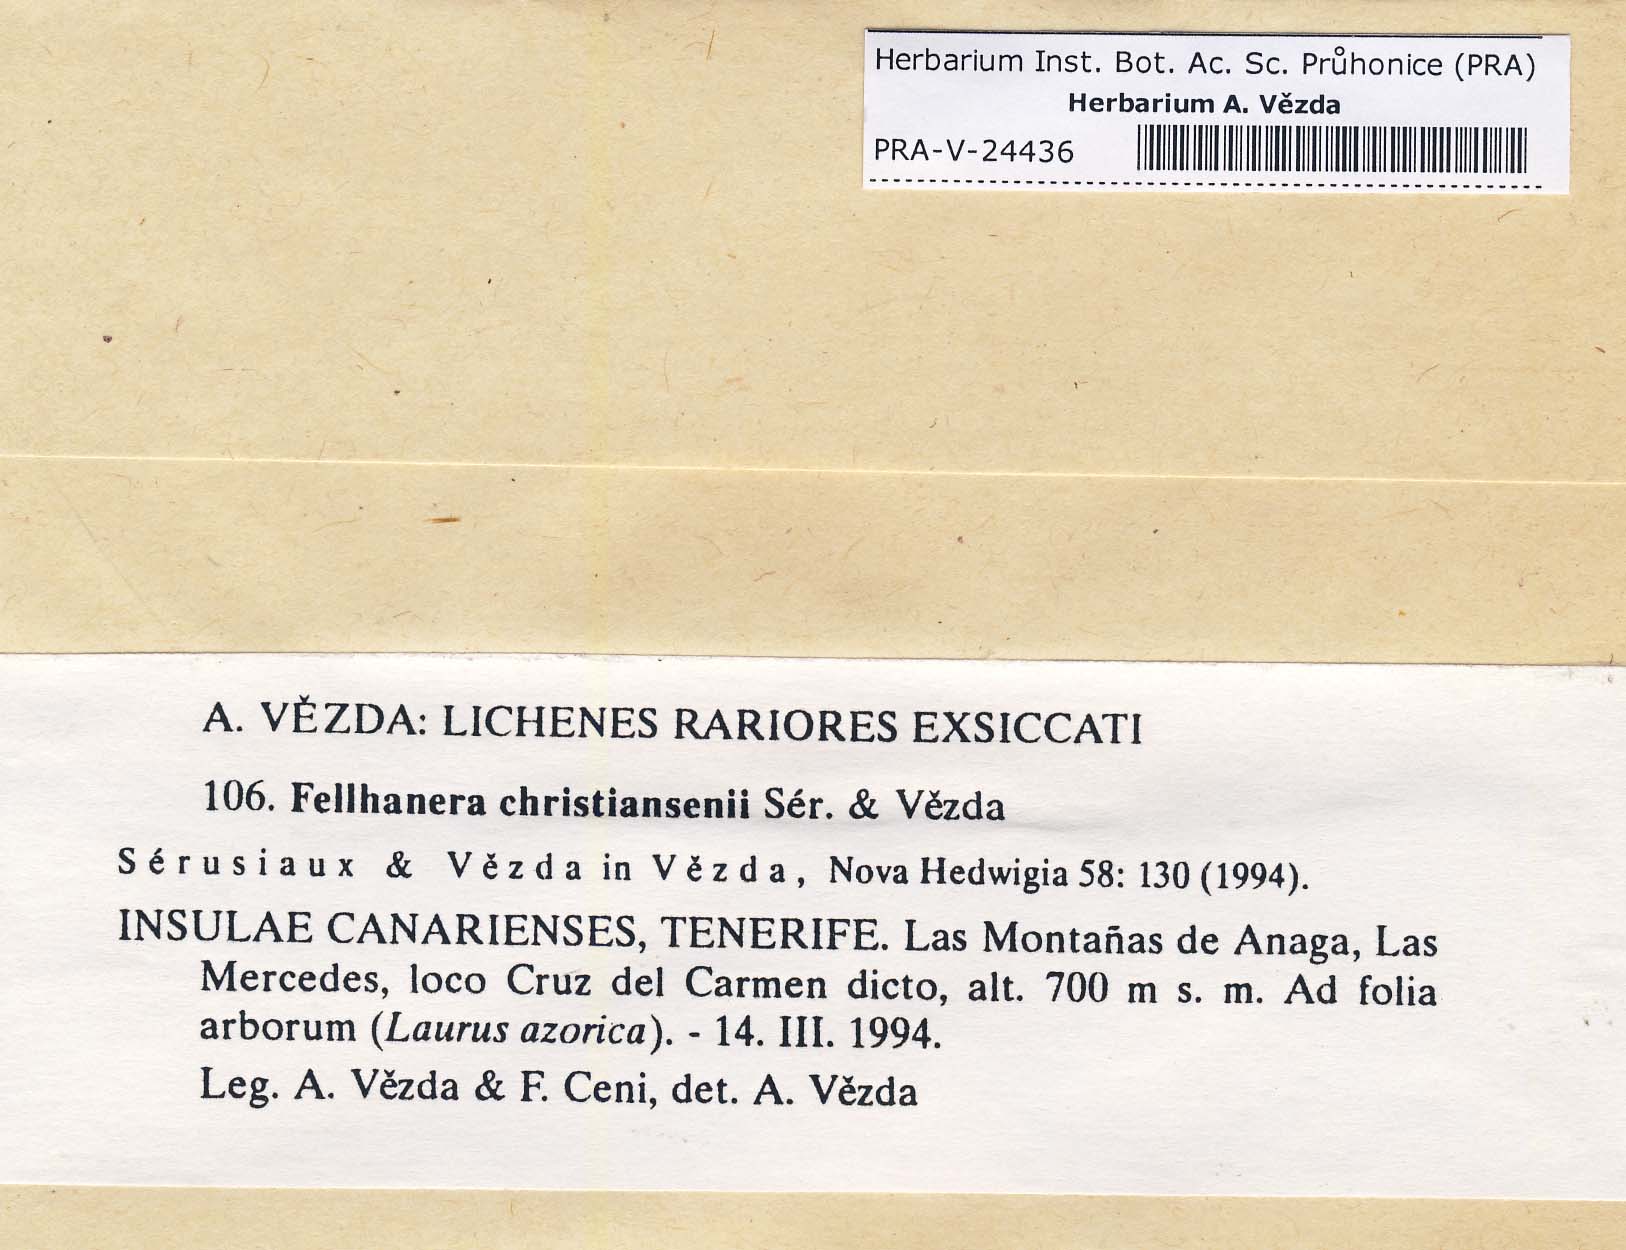 Herbarium Inst. Bot. Ac. Sc. Průhonice (PRA)
Herbarium A. Vězda
PRA-V-24436
A. VĚZDA: LICHENES RARIORES EXSICCATI
106. Fellhanera christiansenii Sér. & Vězda
Sérusiaux & Vězda in Vězda, Nova Hedwigia 58: 130 (1994).
INSULAE CANARIENSES, TENERIFE. Las Montañas de Anaga, Las
Mercedes, loco Cruz del Carmen dicto, alt. 700 m s. m. Ad folia
arborum (Laurus azorica). - 14. III. 1994.
Leg. A. Vězda & F. Ceni, det. A. Vězda